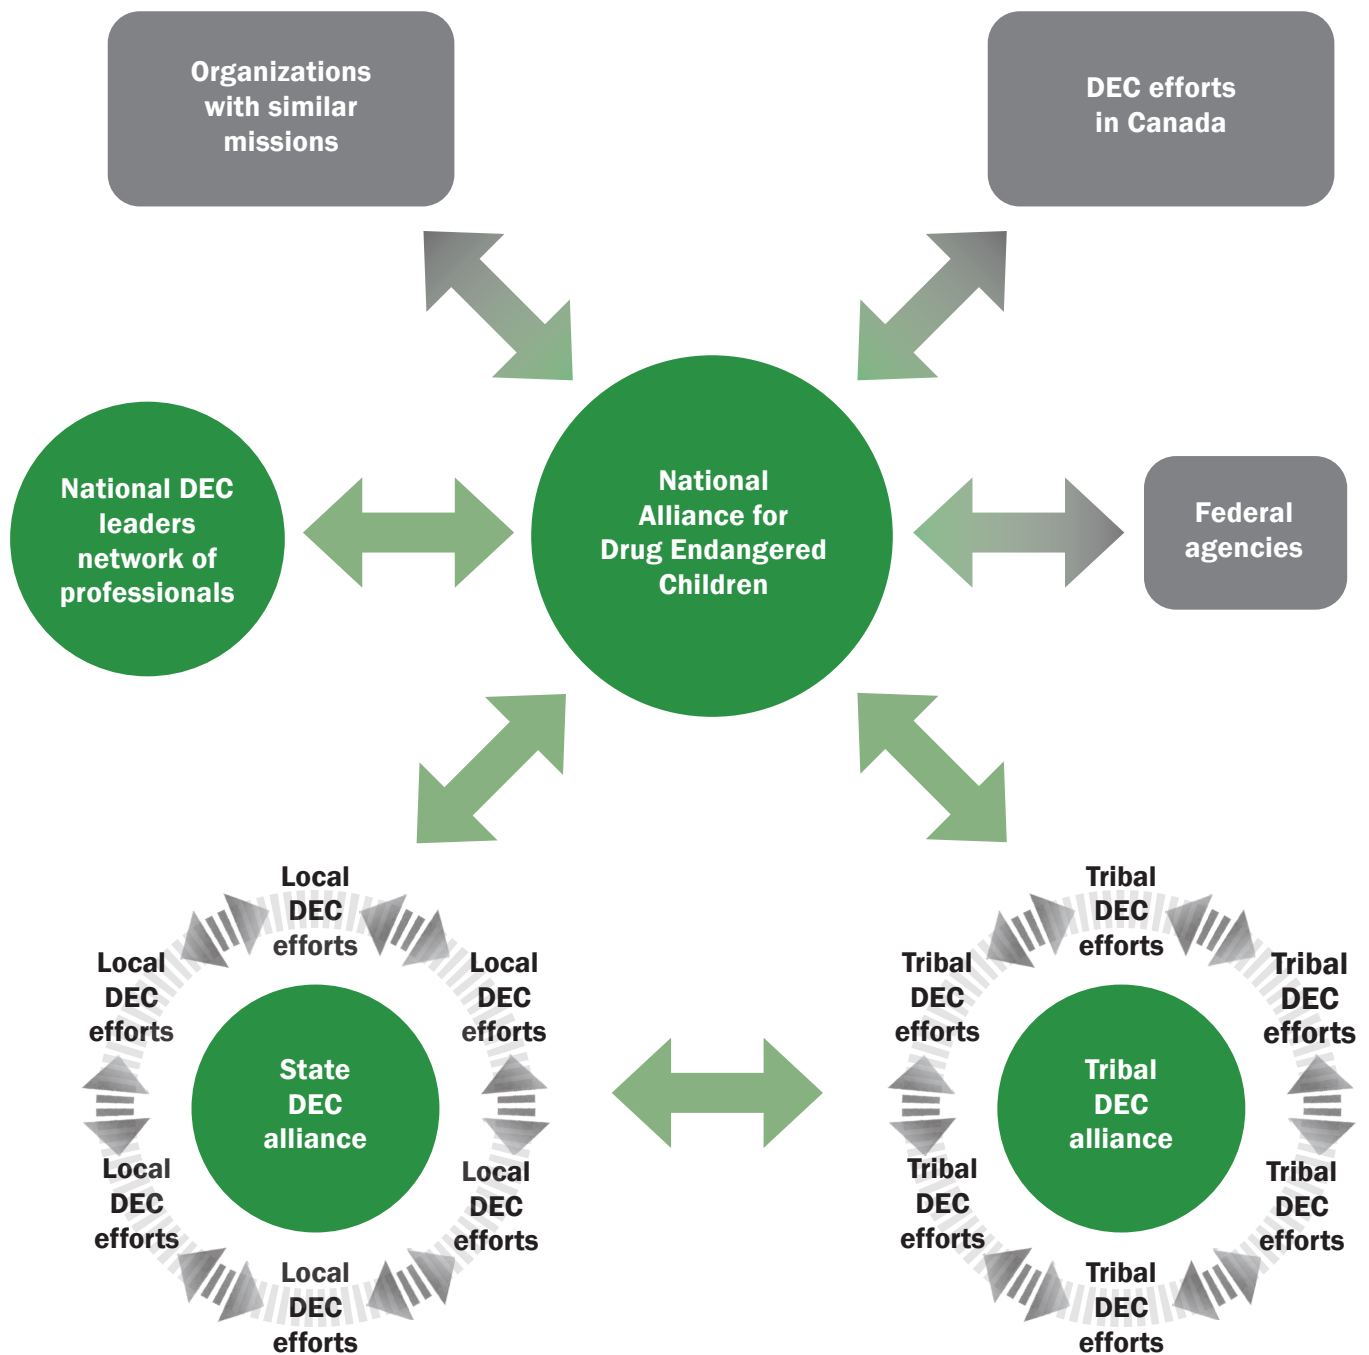 Organizations
with similar
missions
DEC efforts
in Canada
National DEC
leaders
network of
professionals
National
Alliance for
Drug Endangered
Children
Federal
agencies
Local
DEC
efforts
Local
DEC
efforts
Local
DEC
efforts
State
DEC
alliance
Local
DEC
efforts
Local
DEC
efforts
Local
DEC
efforts
Tribal
DEC
efforts
Tribal
DEC
efforts
Tribal
DEC
efforts
Tribal
DEC
alliance
Tribal
DEC
efforts
Tribal
DEC
efforts
Tribal
DEC
efforts